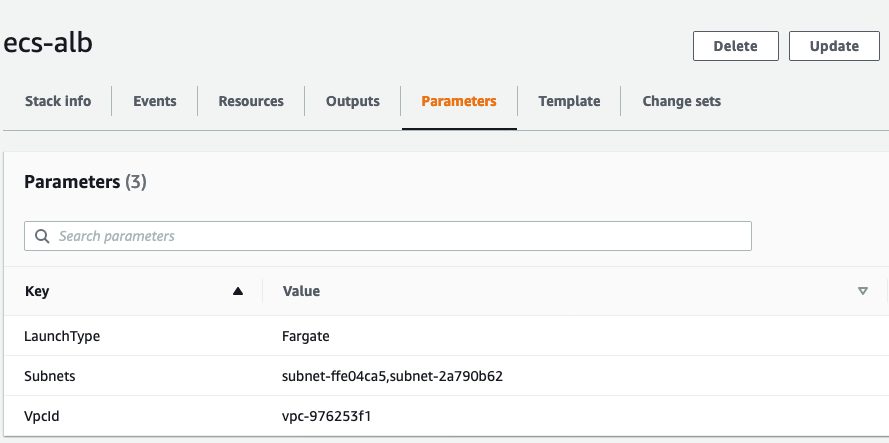 ecs-alb
Delete Update
Stack info Events Resources Outputs Parameters Template Change sets
Parameters (3)
Search parameters
Key Value
LaunchType Fargate
Subnets subnet-ffe04ca5,subnet-2a790b62
VpcId vpc-976253f1